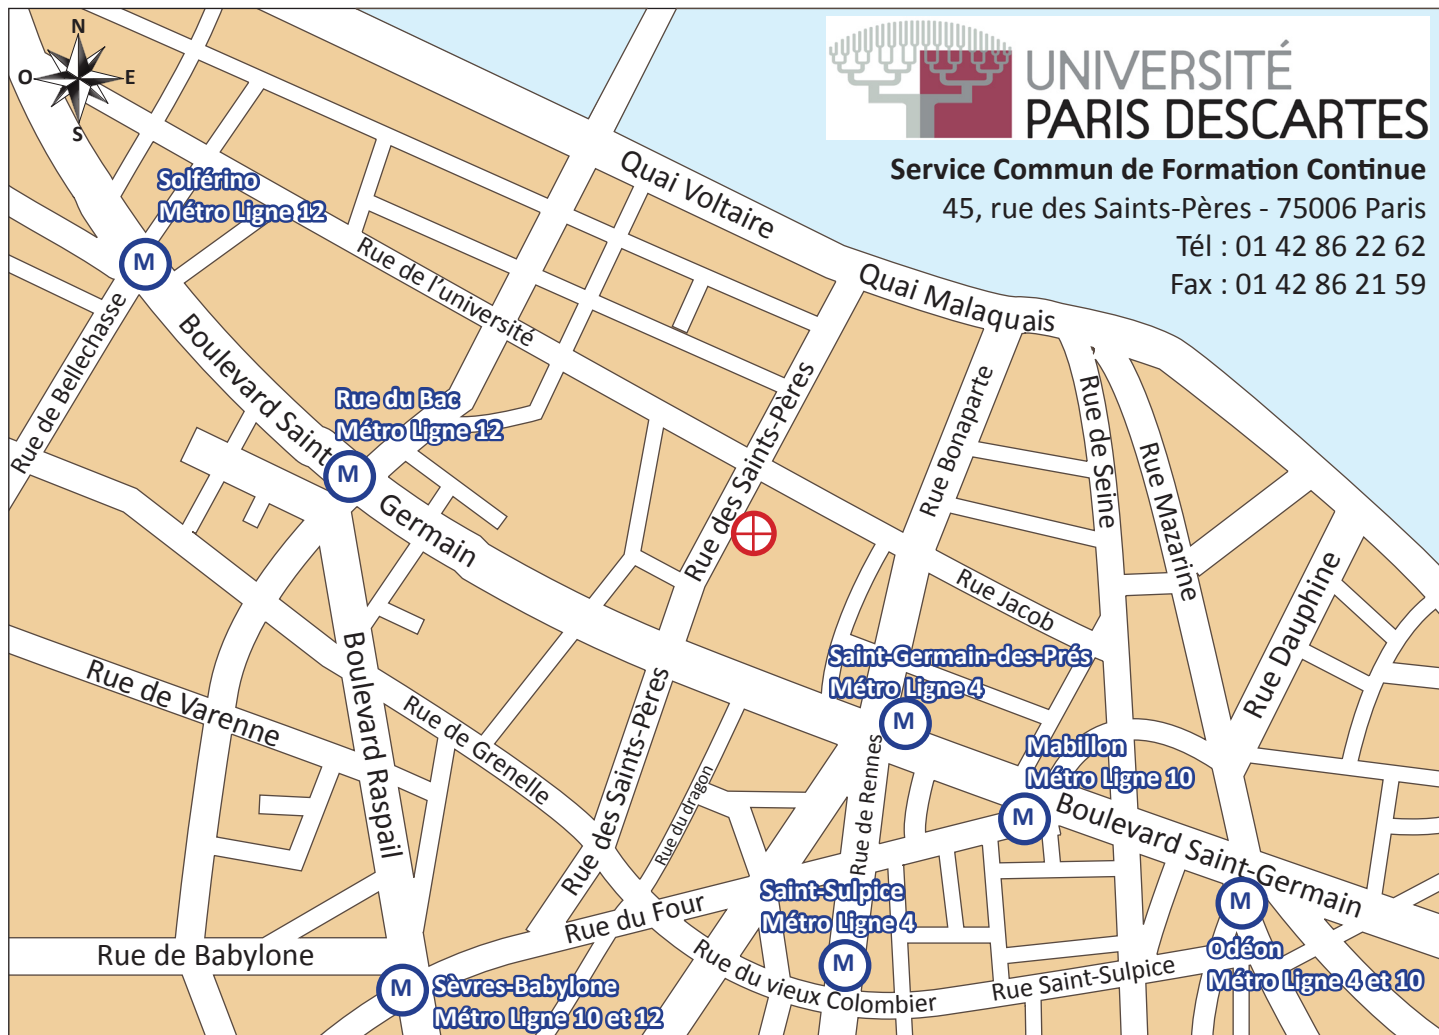 N
O
E
S
UNIVERSITÉ
PARIS DESCARTES
Service Commun de Formation Continue
45, rue des Saints-Pères - 75006 Paris
Tél : 01 42 86 22 62
Fax : 01 42 86 21 59
Quai Voltaire
Quai Malaquais
Solférino
Métro Ligne 12
M
Rue de l'université
Rue de Bellechasse
Boulevard Saint
Germain
Rue du Bac
Métro Ligne 12
M
Rue des Saints-Pères
Rue Bonaparte
Rue de Seine
Rue Mazarine
Rue Dauphine
Rue Jacob
Saint-Germain-des-Prés
Métro Ligne 4
M
Rue de Varenne
Boulevard Raspail
Rue de Grenelle
Rue des Saints-Pères
Rue du dragon
Rue de Rennes
Mabillon
Métro Ligne 10
M
Boulevard Saint-Germain
Saint-Sulpice
Métro Ligne 4
M
M
Odéon
Métro Ligne 4 et 10
Rue du Four
Rue de Babylone
Rue du vieux Colombier
Rue Saint-Sulpice
M
Sèvres-Babylone
Métro Ligne 10 et 12